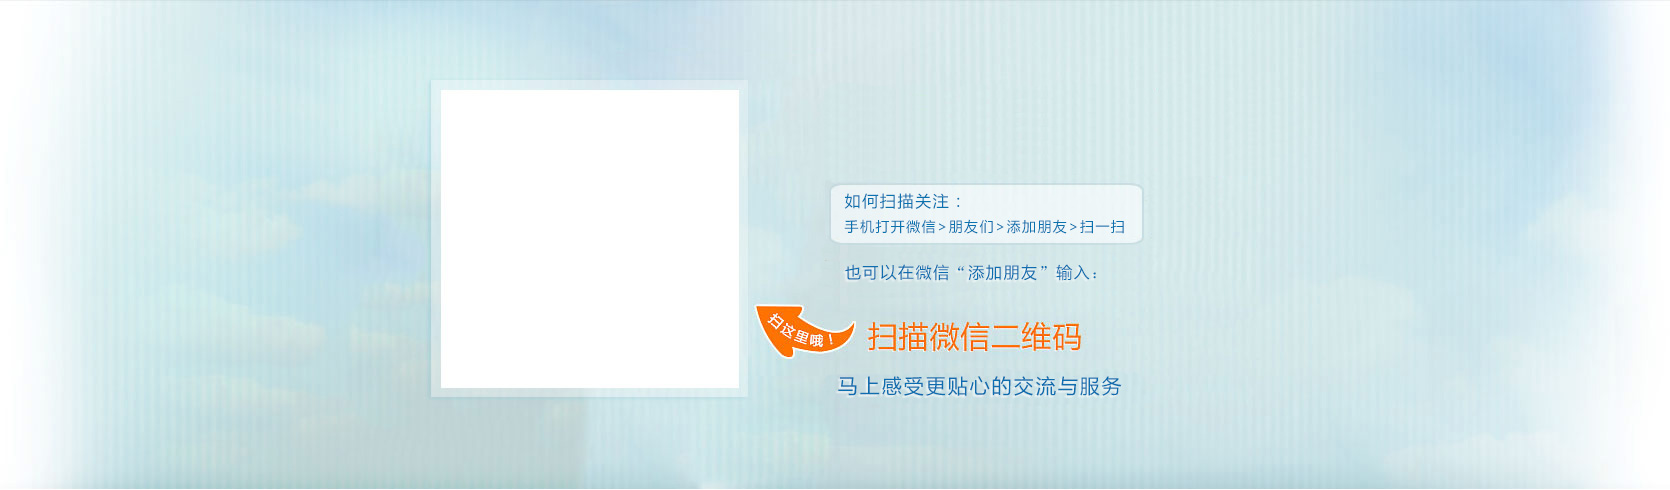 如何扫描关注：
手机打开微信>朋友们>添加朋友>扫一扫
也可以在微信“添加朋友”输入：
扫这里哦！
扫描微信二维码
马上感受更贴心的交流与服务